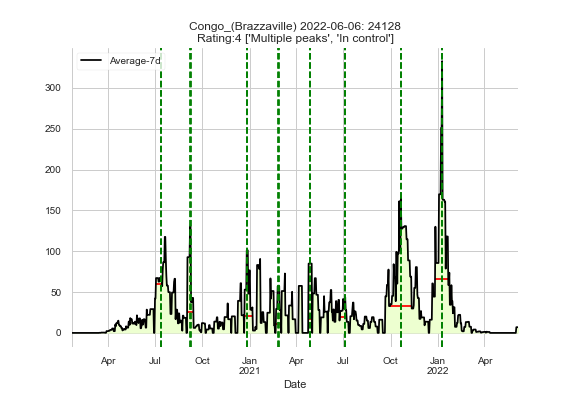 Congo_(Brazzaville) 2022-06-06: 24128
Rating:4 ['Multiple peaks', 'In control']
Average-7d
300
250
200
150
100
50
0
Apr Jul Oct Jan Apr Jul Oct Jan Apr
2021 2022
Date